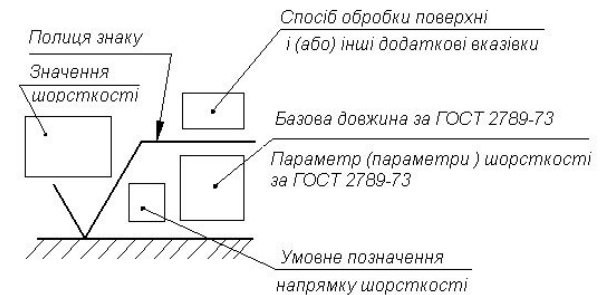 Спосіб обробки поверхні
і (або) інші додаткові вказівки
Полиця знаку
Значення
шорсткості
Базова довжина за ГОСТ 2789-73
Параметр (параметри ) шорсткості
за ГОСТ 2789-73
Умовне позначення
напрямку шорсткості